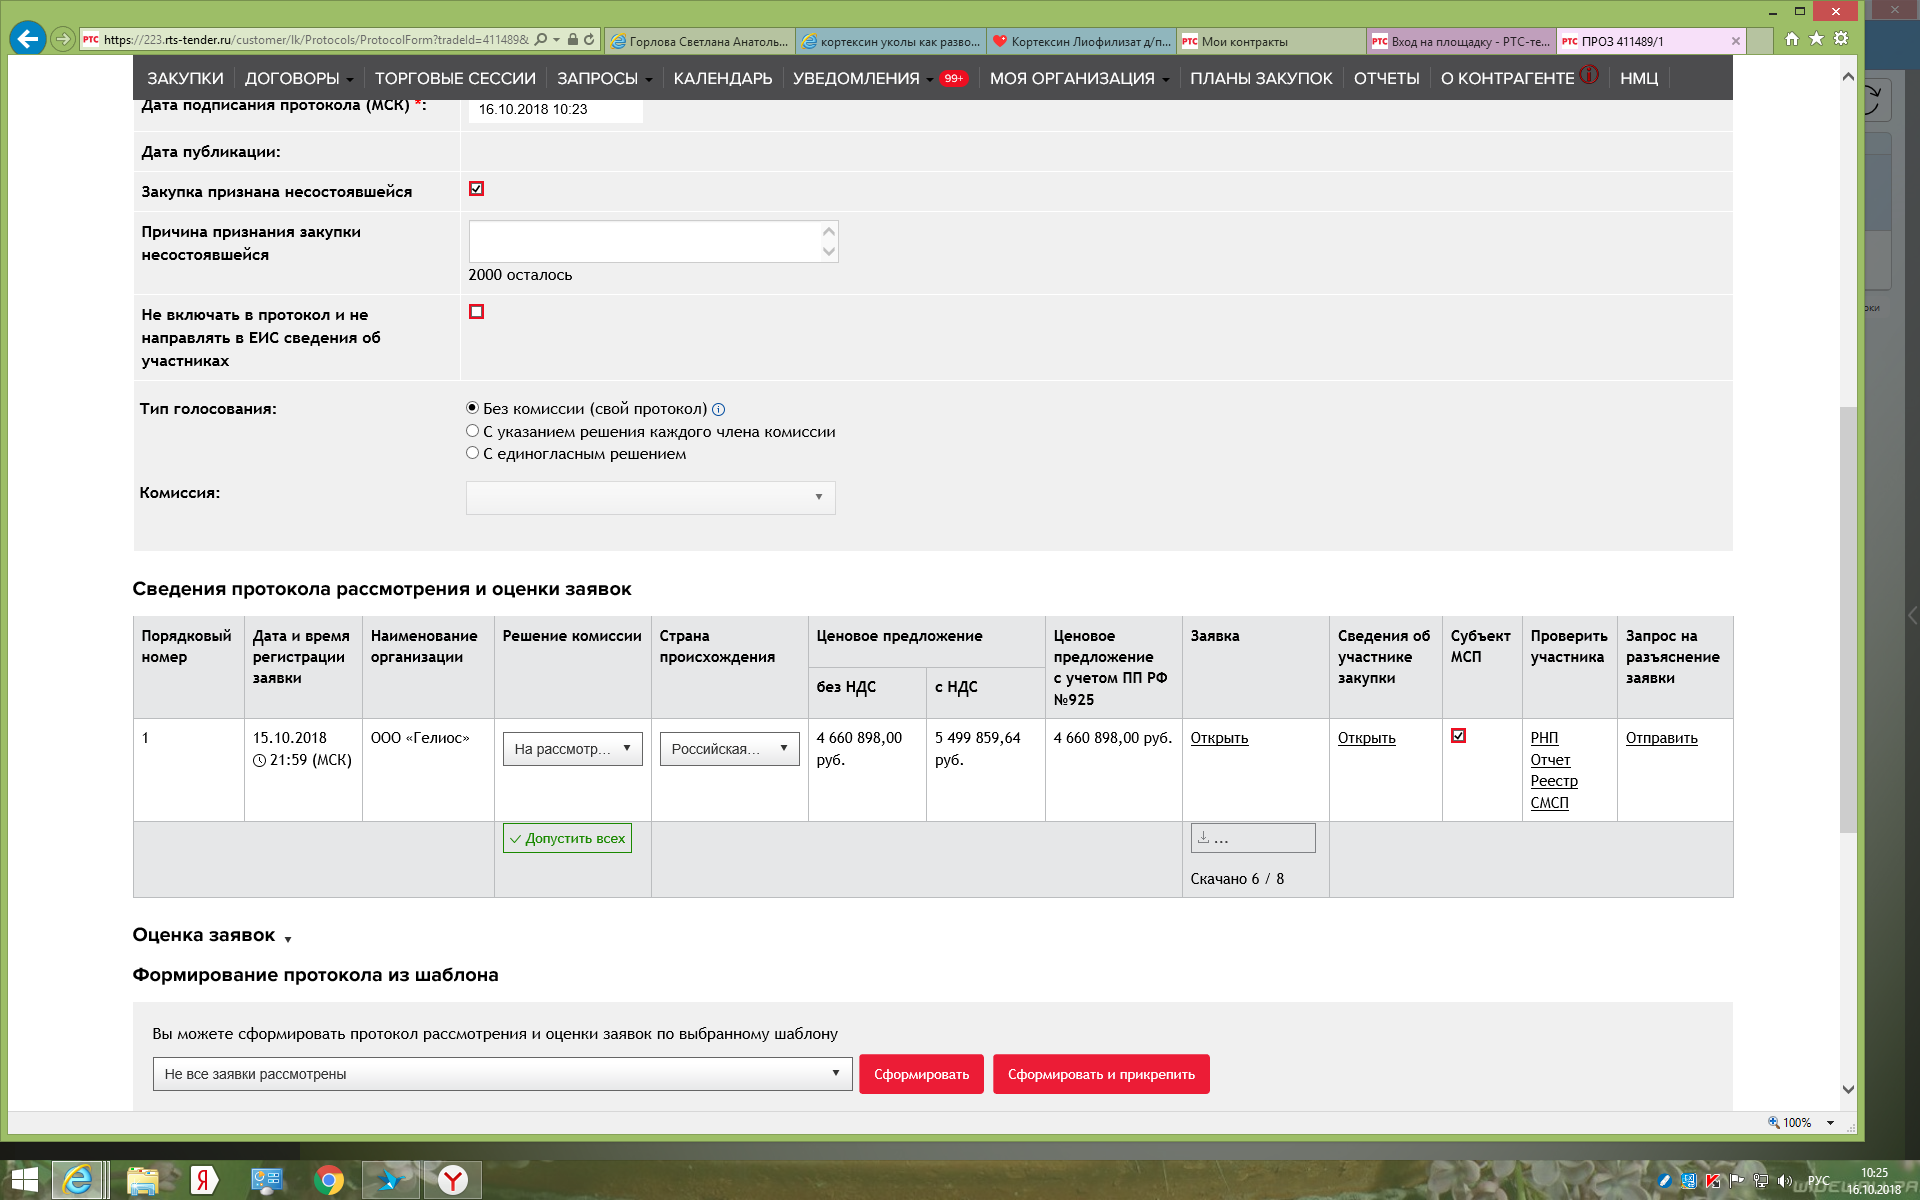 https://223.rts-tender.ru/customer/lk/Protocols/ProtocolForm?tradeId=411489&
Горлова Светлана Анатоль...
кортексин уколы как разво...
Кортексин Лиофилизат д/п...
РТС Мои контракты
РТС Вход на площадку - РТС-те...
РТС ПРОЗ 411489/1
ЗАКУПКИ ДОГОВОРЫ ТОРГОВЫЕ СЕССИИ ЗАПРОСЫ КАЛЕНДАРЬ УВЕДОМЛЕНИЯ 99+ МОЯ ОРГАНИЗАЦИЯ ПЛАНЫ ЗАКУПОК ОТЧЕТЫ О КОНТРАГЕНТЕ НМЦ
Дата подписания протокола (МСК) *:
16.10.2018 10:23
Дата публикации:
Закупка признана несостоявшейся
Причина признания закупки
несостоявшейся
2000 осталось
Не включать в протокол и не
направлять в ЕИС сведения об
участниках
Тип голосования:
Без комиссии (свой протокол)
С указанием решения каждого члена комиссии
С единогласным решением
Комиссия:
Сведения протокола рассмотрения и оценки заявок
Порядковый
номер
Дата и время
регистрации
заявки
Наименование
организации
Решение комиссии
Страна
происхождения
Ценовое предложение
без НДС
с НДС
Ценовое
предложение
с учетом ПП РФ
№925
Заявка
Сведения об
участнике
закупки
Субъект
МСП
Проверить
участника
Запрос на
разъяснение
заявки
1
15.10.2018
21:59 (МСК)
ООО «Гелиос»
На рассмотр...
Российская...
4 660 898,00
руб.
5 499 859,64
руб.
4 660 898,00 руб.
Открыть
Открыть
РНП
Отчет
Реестр
СМСП
Отправить
Допустить всех
...
Скачано 6 / 8
Оценка заявок
Формирование протокола из шаблона
Вы можете сформировать протокол рассмотрения и оценки заявок по выбранному шаблону
Не все заявки рассмотрены
Сформировать
Сформировать и прикрепить
100%
РУС
10:25
16.10.2018